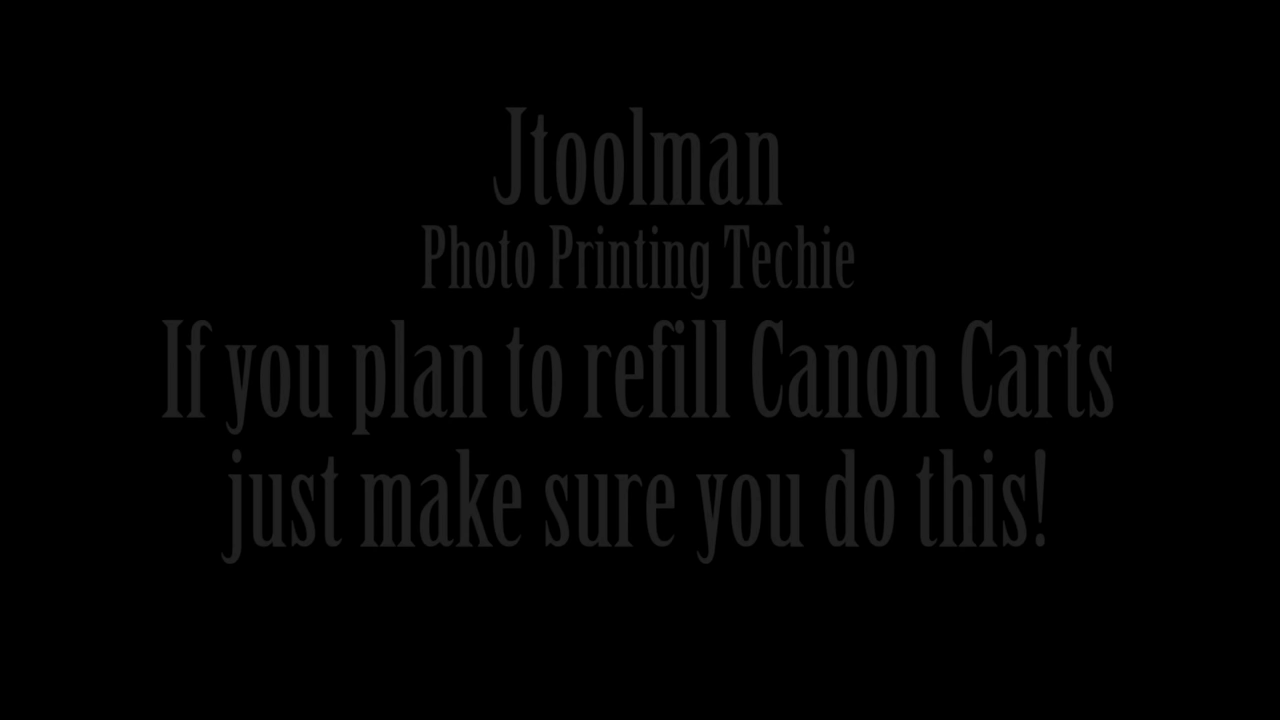 Jtoolman
Photo Printing Techie
If you plan to refill Canon Carts
just make sure you do this!